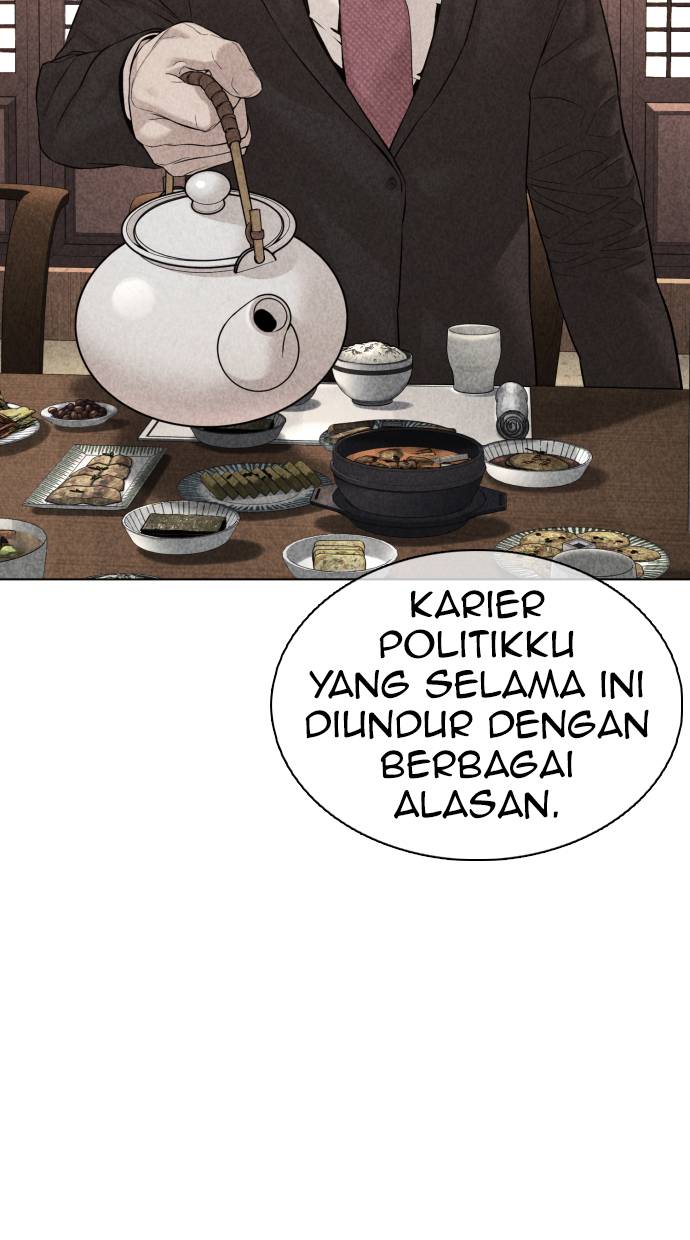 KARIER
POLITIKKU
YANG SELAMA INI
DIUNDUR DENGAN
BERBAGAI
ALASAN.